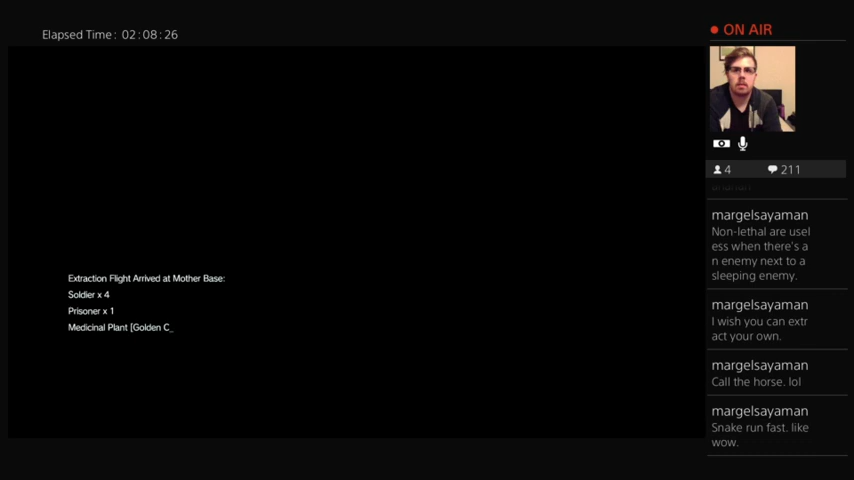 Elapsed Time: 02:08:26
ON AIR
4
211
margelsayaman
Non-lethal are usel
ess when there's a
n enemy next to a
sleeping enemy.
margelsayaman
I wish you can extr
act your own.
margelsayaman
Call the horse. lol
margelsayaman
Snake run fast. like
wow.
Extraction Flight Arrived at Mother Base:
Soldier x 4
Prisoner x 1
Medicinal Plant [Golden C_